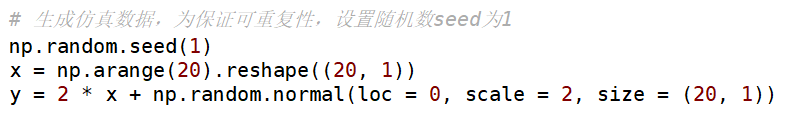 # 生成仿真数据，为保证可重复性，设置随机数seed为1
np.random.seed(1)
x = np.arange(20).reshape((20, 1))
y = 2 * x + np.random.normal(loc = 0, scale = 2, size = (20, 1))